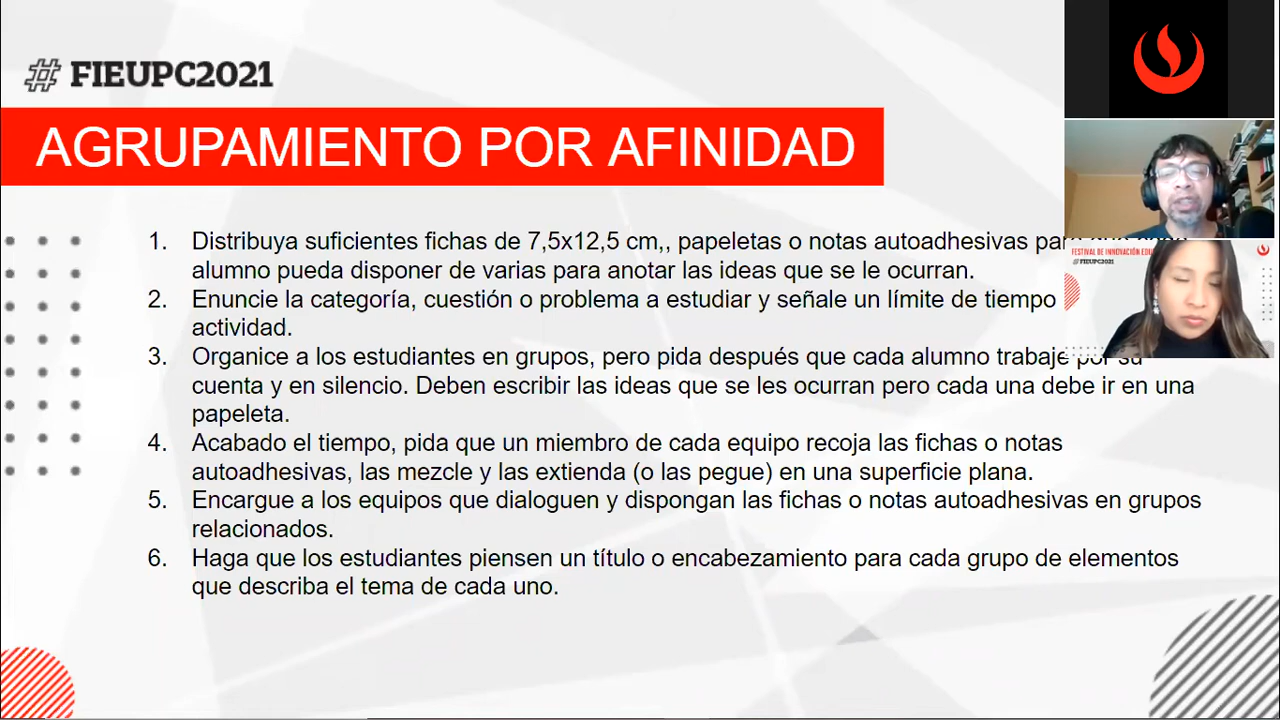 # FIEUPC2021
AGRUPAMIENTO POR AFINIDAD
1. Distribuya suficientes fichas de 7,5x12,5 cm,, papeletas o notas autoadhesivas
alumno pueda disponer de varias para anotar las ideas que se le ocurran.
2. Enuncie la categoría, cuestión o problema a estudiar y señale un límite de tiempo
actividad.
3. Organice a los estudiantes en grupos, pero pida después que cada alumno trabaje por su
cuenta y en silencio. Deben escribir las ideas que se les ocurran pero cada una debe ir en una
papeleta.
4. Acabado el tiempo, pida que un miembro de cada equipo recoja las fichas o notas
autoadhesivas, las mezcle y las extienda (o las pegue) en una superficie plana.
5. Encargue a los equipos que dialoguen y dispongan las fichas o notas autoadhesivas en grupos
relacionados.
6. Haga que los estudiantes piensen un título o encabezamiento para cada grupo de elementos
que describa el tema de cada uno.
FESTIVAL DE INNOVACIÓN
#FIEUPC2021